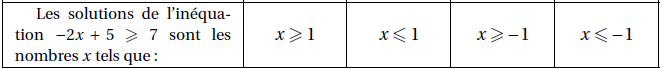 Les solutions de l'inéqua-
tion −2x + 5 ⩾ 7 sont les
nombres x tels que :
x ⩾ 1
x ⩽ 1
x ⩾ −1
x ⩽ −1